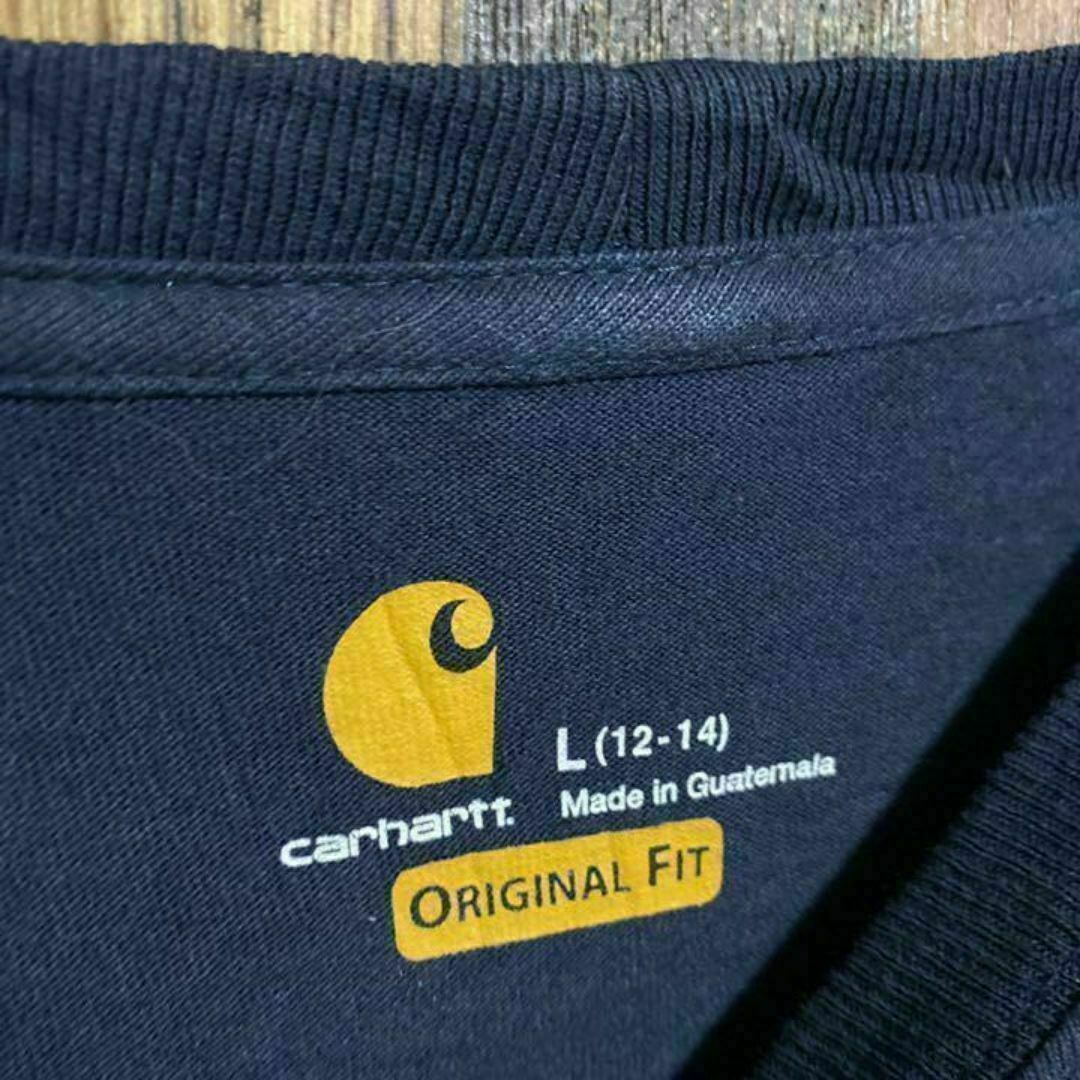 L (12-14)
Made in Guatemala
carhartt.
ORIGINAL FIT